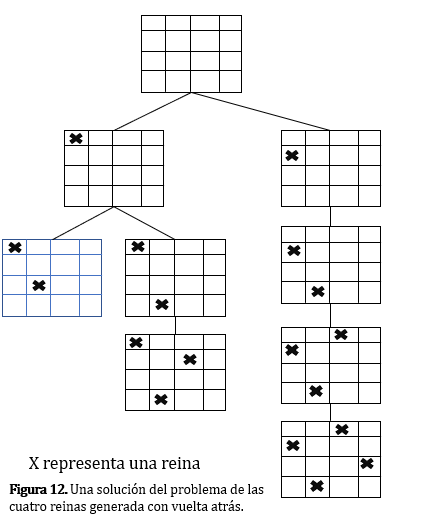 X representa una reina
Figura 12. Una solución del problema de las
cuatro reinas generada con vuelta atrás.